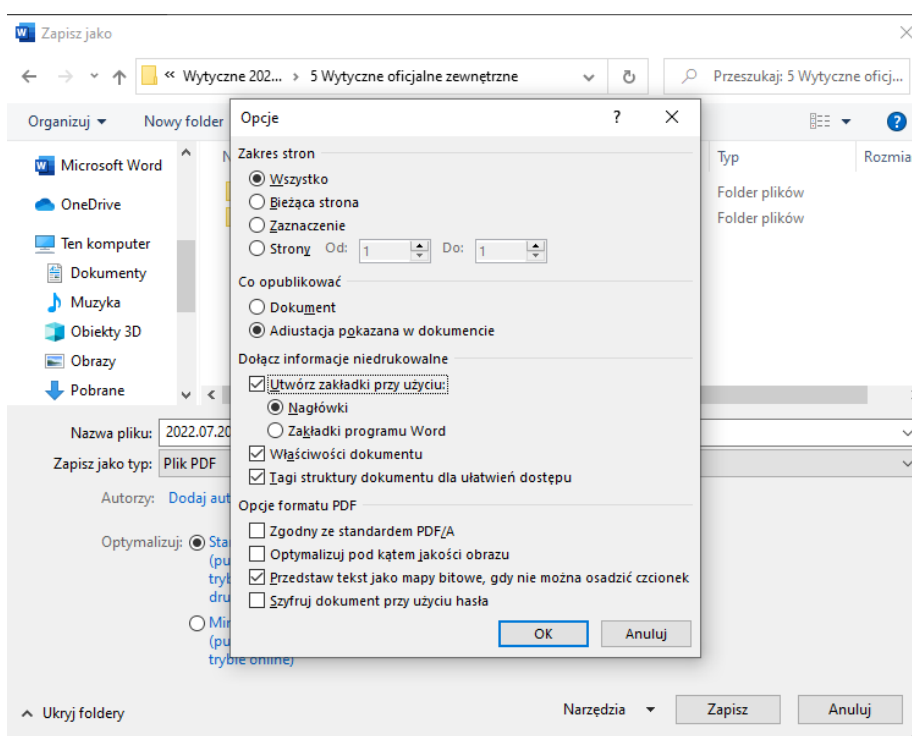 Zapisz jako
« Wytyczne 202... › 5 Wytyczne oficjalne zewnętrzne
Przeszukaj: 5 Wytyczne oficj...
Organizuj
Nowy folder
Opcje
?
Typ
Rozmia
Microsoft Word
OneDrive
Ten komputer
Dokumenty
Muzyka
Obiekty 3D
Obrazy
Pobrane
Folder plików
Folder plików
Zakres stron
Wszystko
Bieżąca strona
Zaznaczenie
Strony Od: 1 Do: 1
Co opublikować
Dokument
Adiustacja pokazana w dokumencie
Dołącz informacje niedrukowalne
Utwórz zakładki przy użyciu:
Nagłówki
Zakładki programu Word
Właściwości dokumentu
Tagi struktury dokumentu dla ułatwień dostępu
Opcje formatu PDF
Zgodny ze standardem PDF/A
Optymalizuj pod kątem jakości obrazu
Przedstaw tekst jako mapy bitowe, gdy nie można osadzić czcionek
Szyfruj dokument przy użyciu hasła
OK Anuluj
Nazwa pliku: 2022.07.20
Zapisz jako typ: Plik PDF
Autorzy: Dodaj aut
Optymalizuj: Sta
(pu
tryb
dru
Mir
(pu
trybie online)
Ukryj foldery
Narzędzia
Zapisz
Anuluj